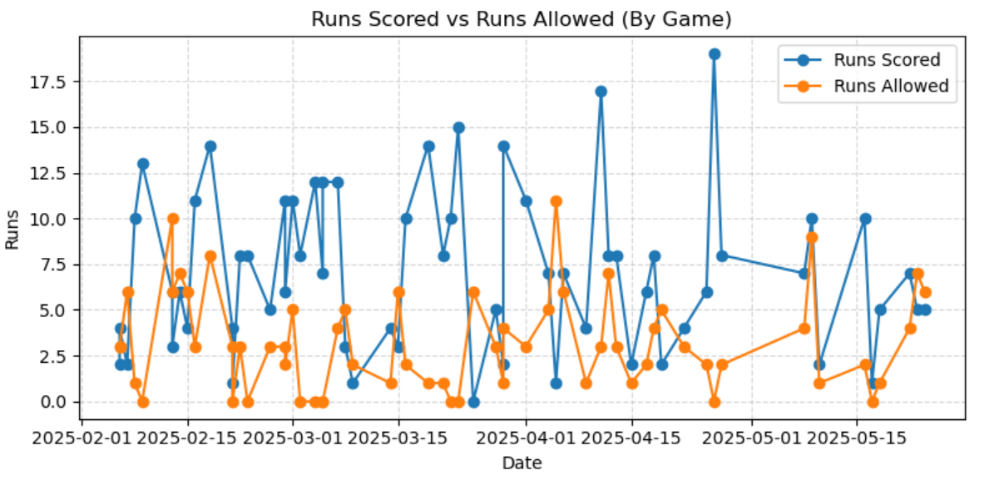 Runs Scored vs Runs Allowed (By Game)
Runs Scored
Runs Allowed
17.5
15.0
12.5
10.0
7.5
5.0
2.5
0.0
Runs
2025-02-01 2025-02-15 2025-03-01 2025-03-15 2025-04-01 2025-04-15 2025-05-01 2025-05-15
Date